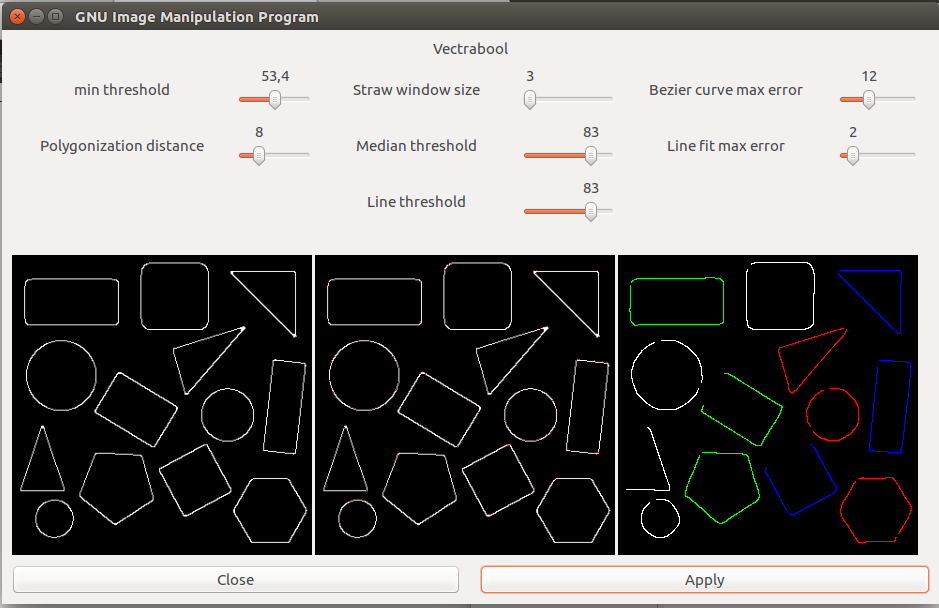 GNU Image Manipulation Program
Vectrabool
min threshold 53,4 Straw window size 3 Bezier curve max error 12
Polygonization distance 8 Median threshold 83 Line fit max error 2
Line threshold 83
Close Apply